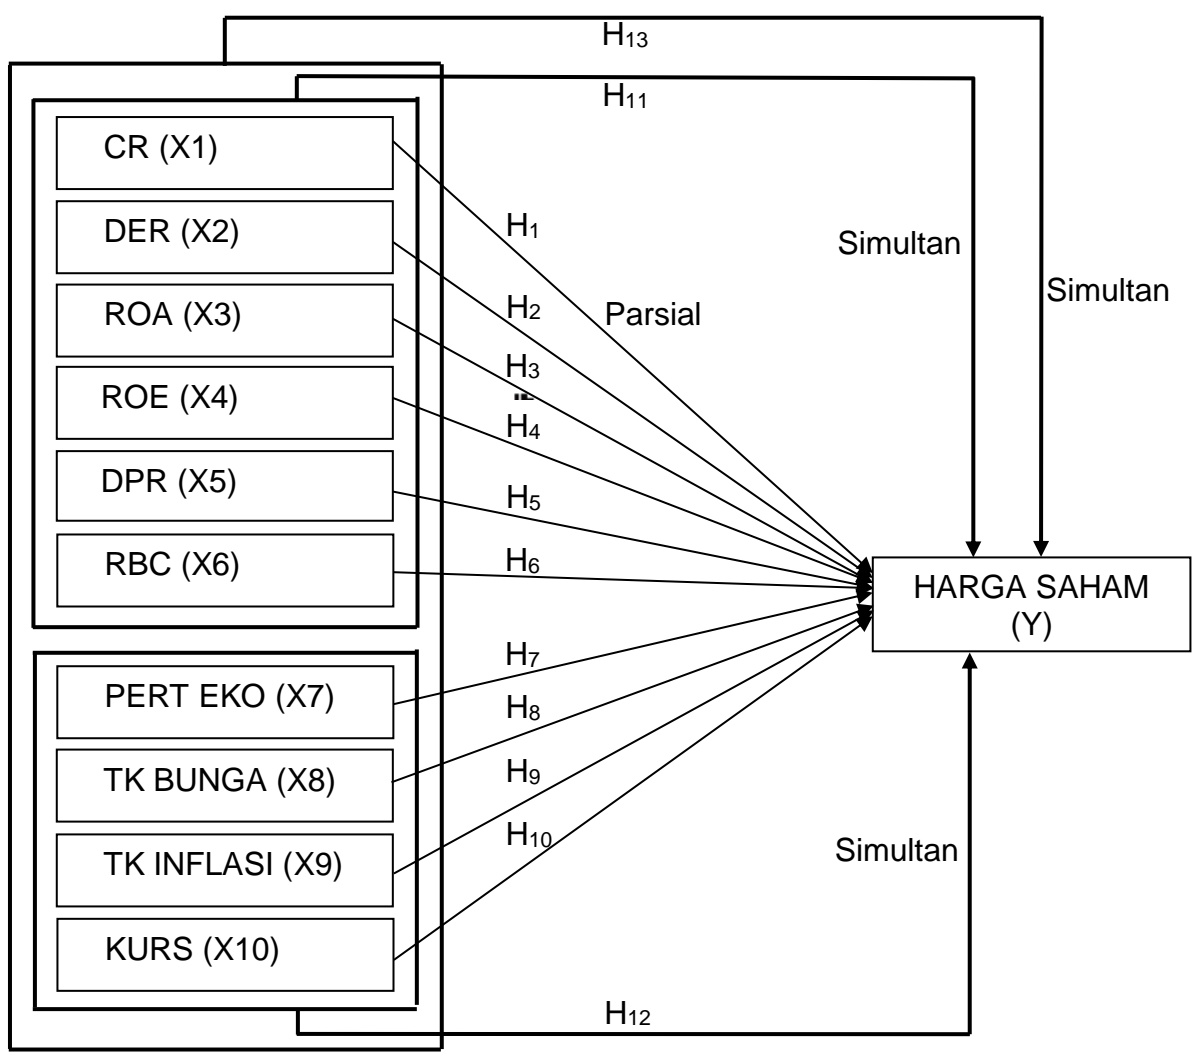 H13
H11
CR (X1)
DER (X2)
ROA (X3)
ROE (X4)
DPR (X5)
RBC (X6)
PERT EKO (X7)
TK BUNGA (X8)
TK INFLASI (X9)
KURS (X10)
H1
H2
Parsial
H3
H4
H5
H6
H7
H8
H9
H10
Simultan
Simultan
HARGA SAHAM
(Y)
Simultan
H12